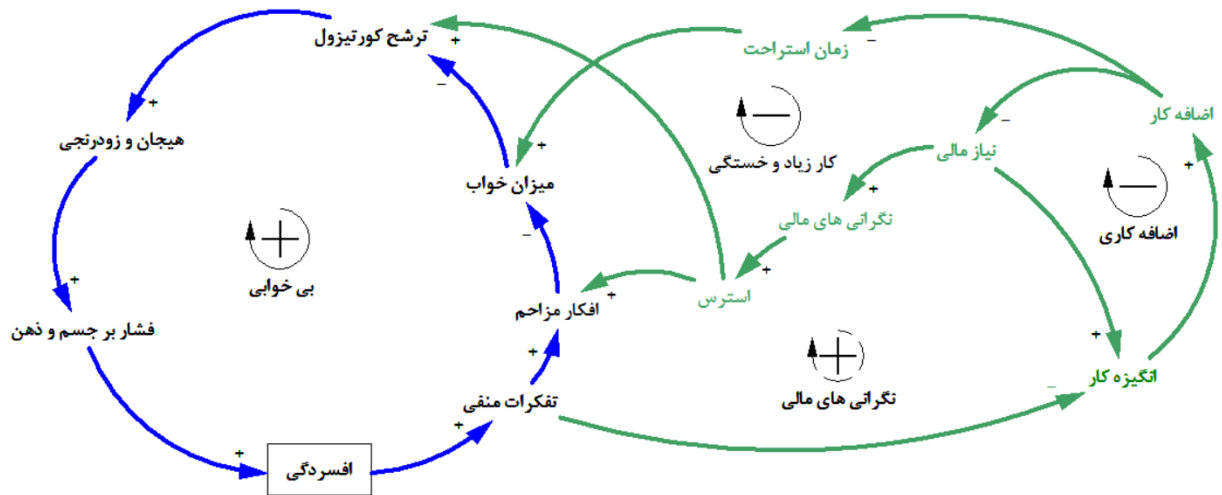 ترشح کورتیزول
زمان استراحت
اضافه کار
هیجان و زودرنجی
نیاز مالی
کار زیاد و خستگی
میزان خواب
نگرانی های مالی
اضافه کاری
بی خوابی
افکار مزاحم
استرس
فشار بر جسم و ذهن
انگیزه کار
نگرانی های مالی
تفکرات منفی
افسردگی